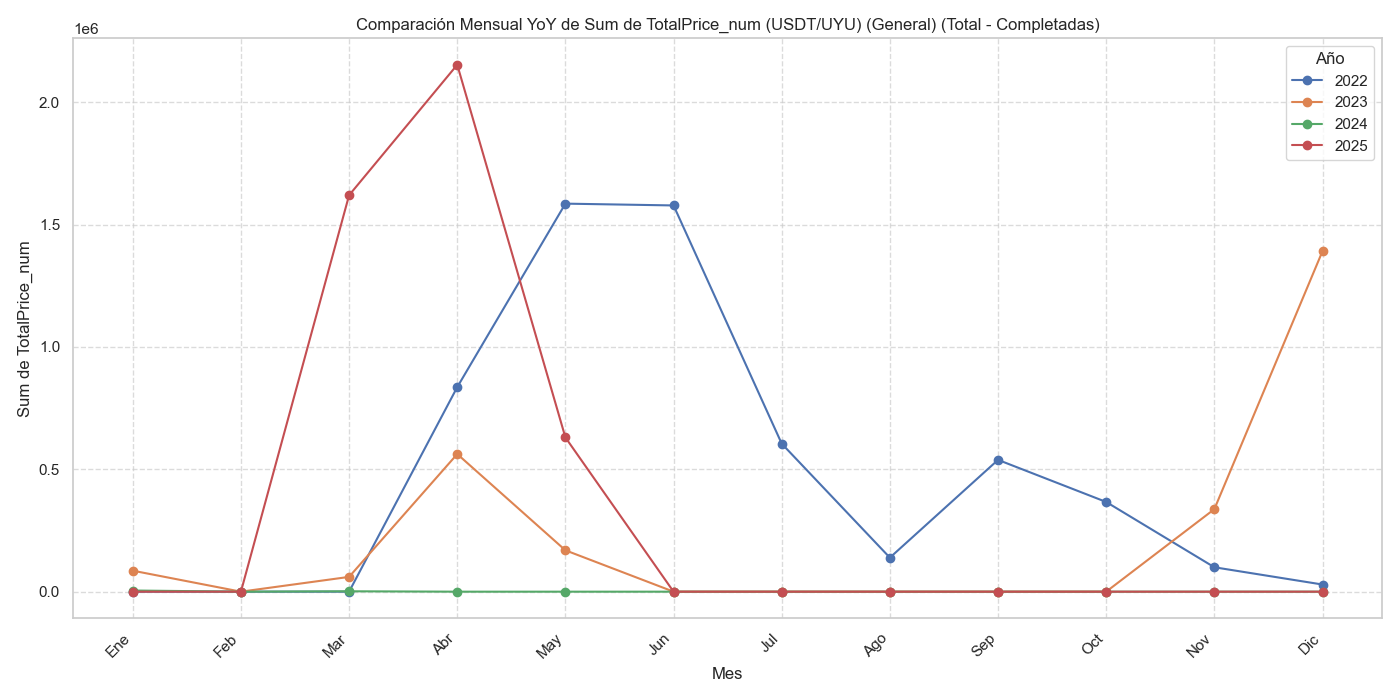 Comparación Mensual YoY de Sum de TotalPrice_num (USDT/UYU) (General) (Total - Completadas)
1e6
Año
2022
2023
2024
2025
2.0
1.5
1.0
0.5
0.0
Sum de TotalPrice_num
Ene
Feb
Mar
Abr
May
Jun
Jul
Ago
Sep
Oct
Nov
Dic
Mes